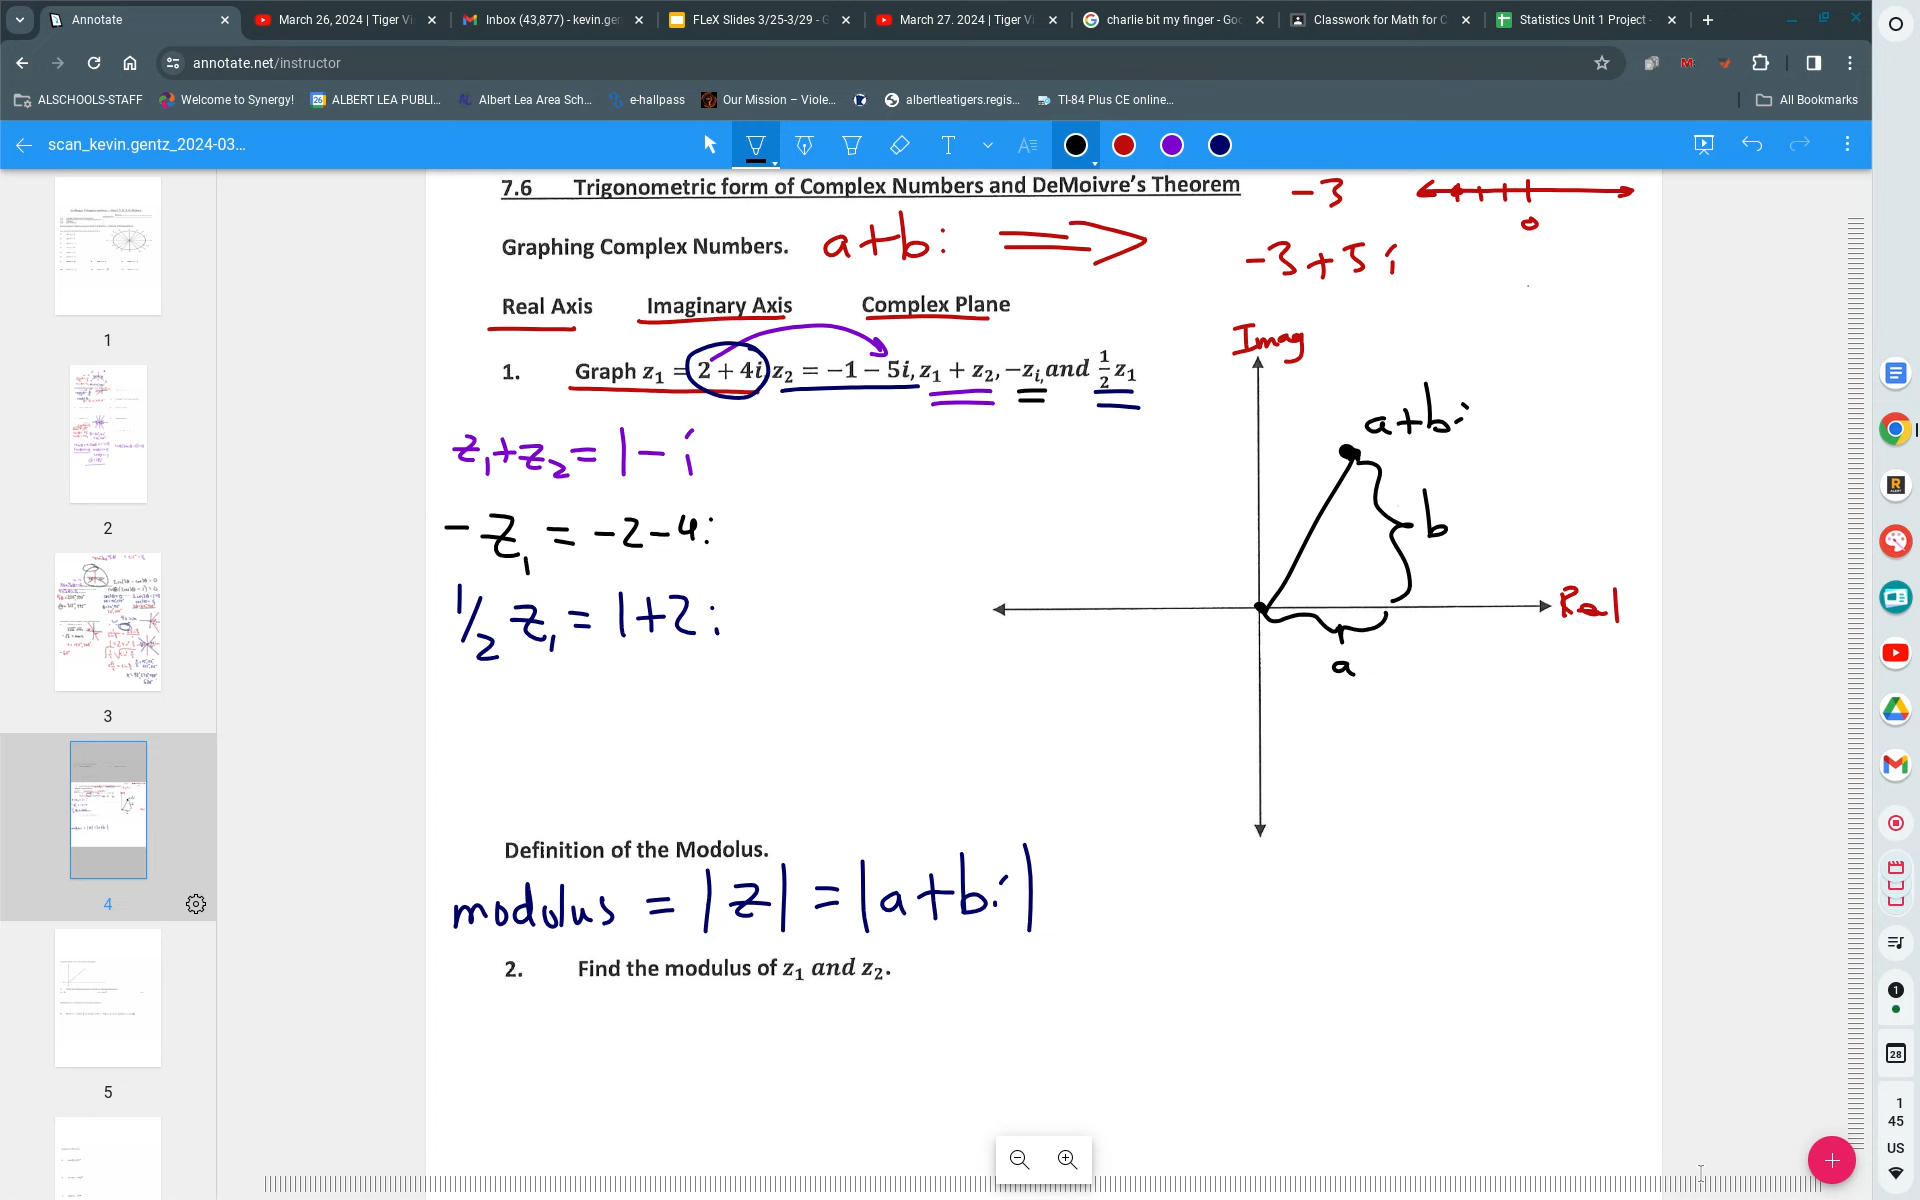 Annotate
March 26, 2024 | Tiger Vi
Inbox (43,877) - kevin.gen
FLeX Slides 3/25-3/29 - G
March 27. 2024 | Tiger Vi
charlie bit my finger - Goo
Classwork for Math for C
Statistics Unit 1 Project -
annotate.net/instructor
ALSCHOOLS-STAFF
Welcome to Synergy!
ALBERT LEA PUBLI...
Albert Lea Area Sch...
e-hallpass
Our Mission – Viole...
albertleatigers.regis...
TI-84 Plus CE online...
All Bookmarks
scan_kevin.gentz_2024-03...
7.6 Trigonometric form of Complex Numbers and DeMoivre's Theorem
-3
0
Graphing Complex Numbers. a+bi
-3+5i
Real Axis Imaginary Axis Complex Plane
Imag
1. Graph z₁ = 2 + 4i, z₂ = −1 − 5i, z₁ + z₂, −zᵢ, and ½z₁
a+bi
z₁+z₂ = 1-i
b
-z₁ = -2-4i
½ z₁ = 1+2i
Real
a
Definition of the Modulus.
modulus = |z| = |a+bi|
2. Find the modulus of z₁ and z₂.
1
2
3
4
5
28
1
1
45
US